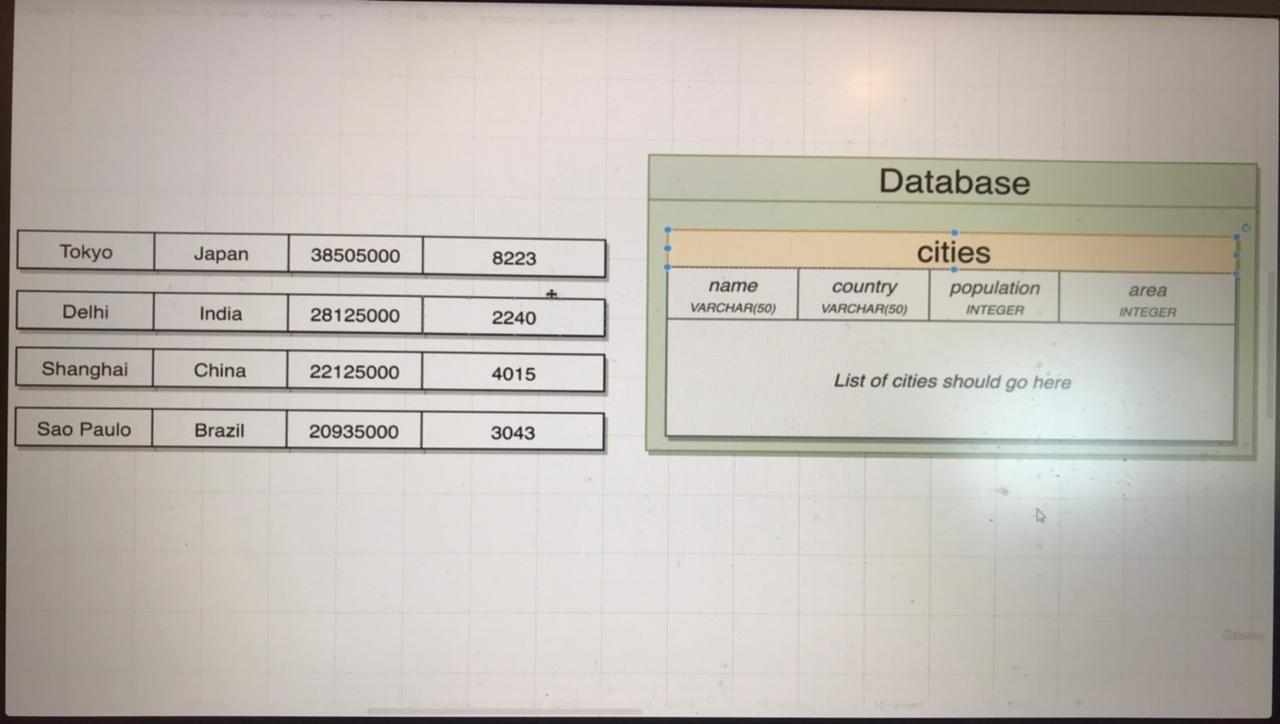 Tokyo Japan 38505000 8223
Delhi India 28125000 2240
Shanghai China 22125000 4015
Sao Paulo Brazil 20935000 3043
Database
cities
name country population area
VARCHAR(50) VARCHAR(50) INTEGER INTEGER
List of cities should go here